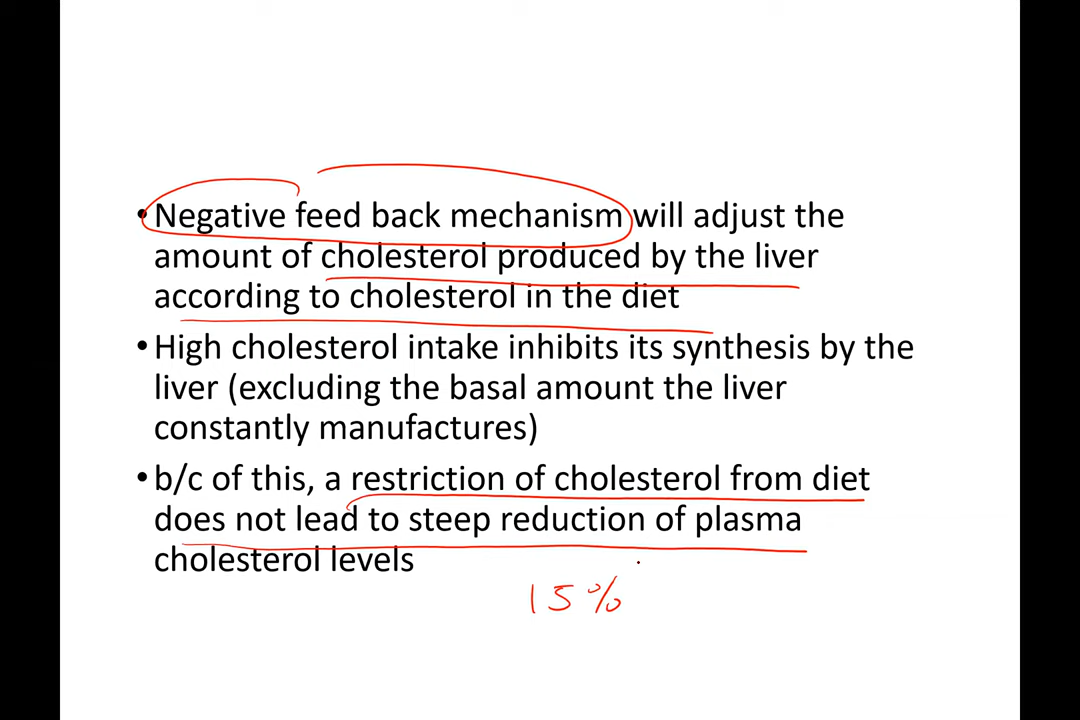 • Negative feed back mechanism will adjust the
amount of cholesterol produced by the liver
according to cholesterol in the diet
• High cholesterol intake inhibits its synthesis by the
liver (excluding the basal amount the liver
constantly manufactures)
• b/c of this, a restriction of cholesterol from diet
does not lead to steep reduction of plasma
cholesterol levels
15%